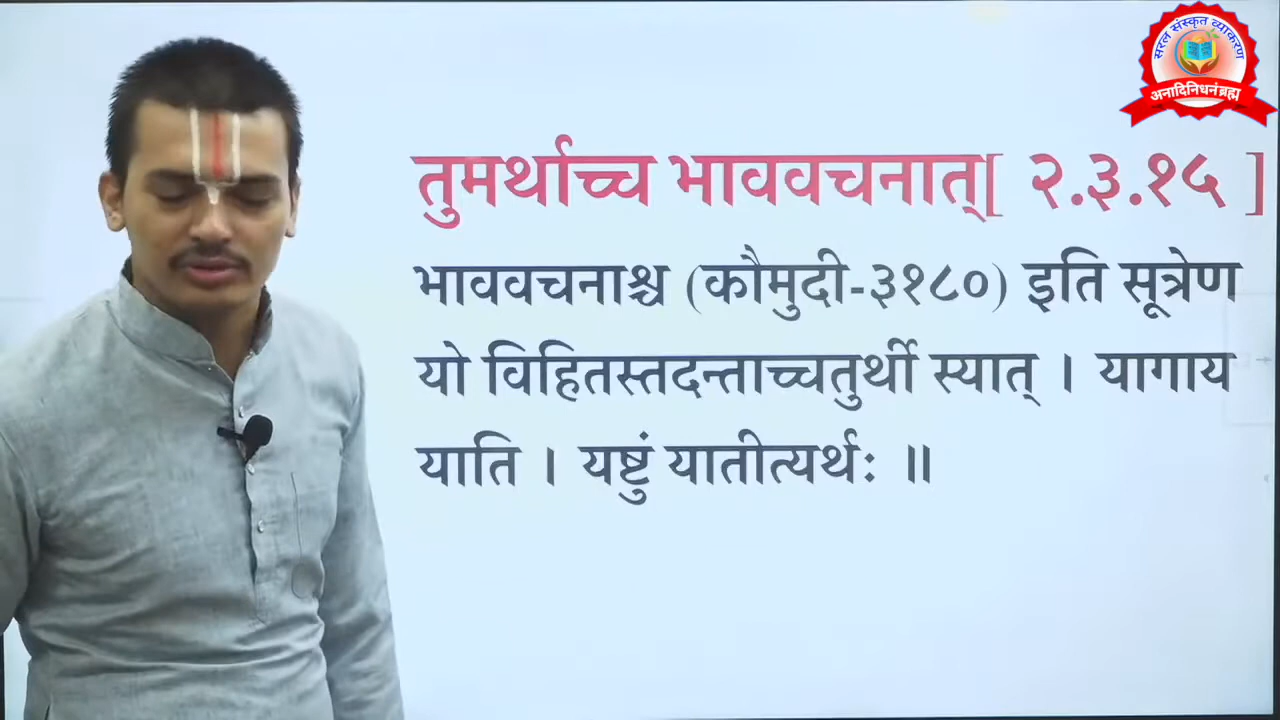 सरल संस्कृत व्याकरण
अनादिनिधनंब्रह्म
तुमर्थाच्च भाववचनात्[ २.३.१५ ]
भाववचनाश्च (कौमुदी-३१८०) इति सूत्रेण
यो विहितस्तदन्ताच्चतुर्थी स्यात् । यागाय
याति । यष्टुं यातीत्यर्थः ॥